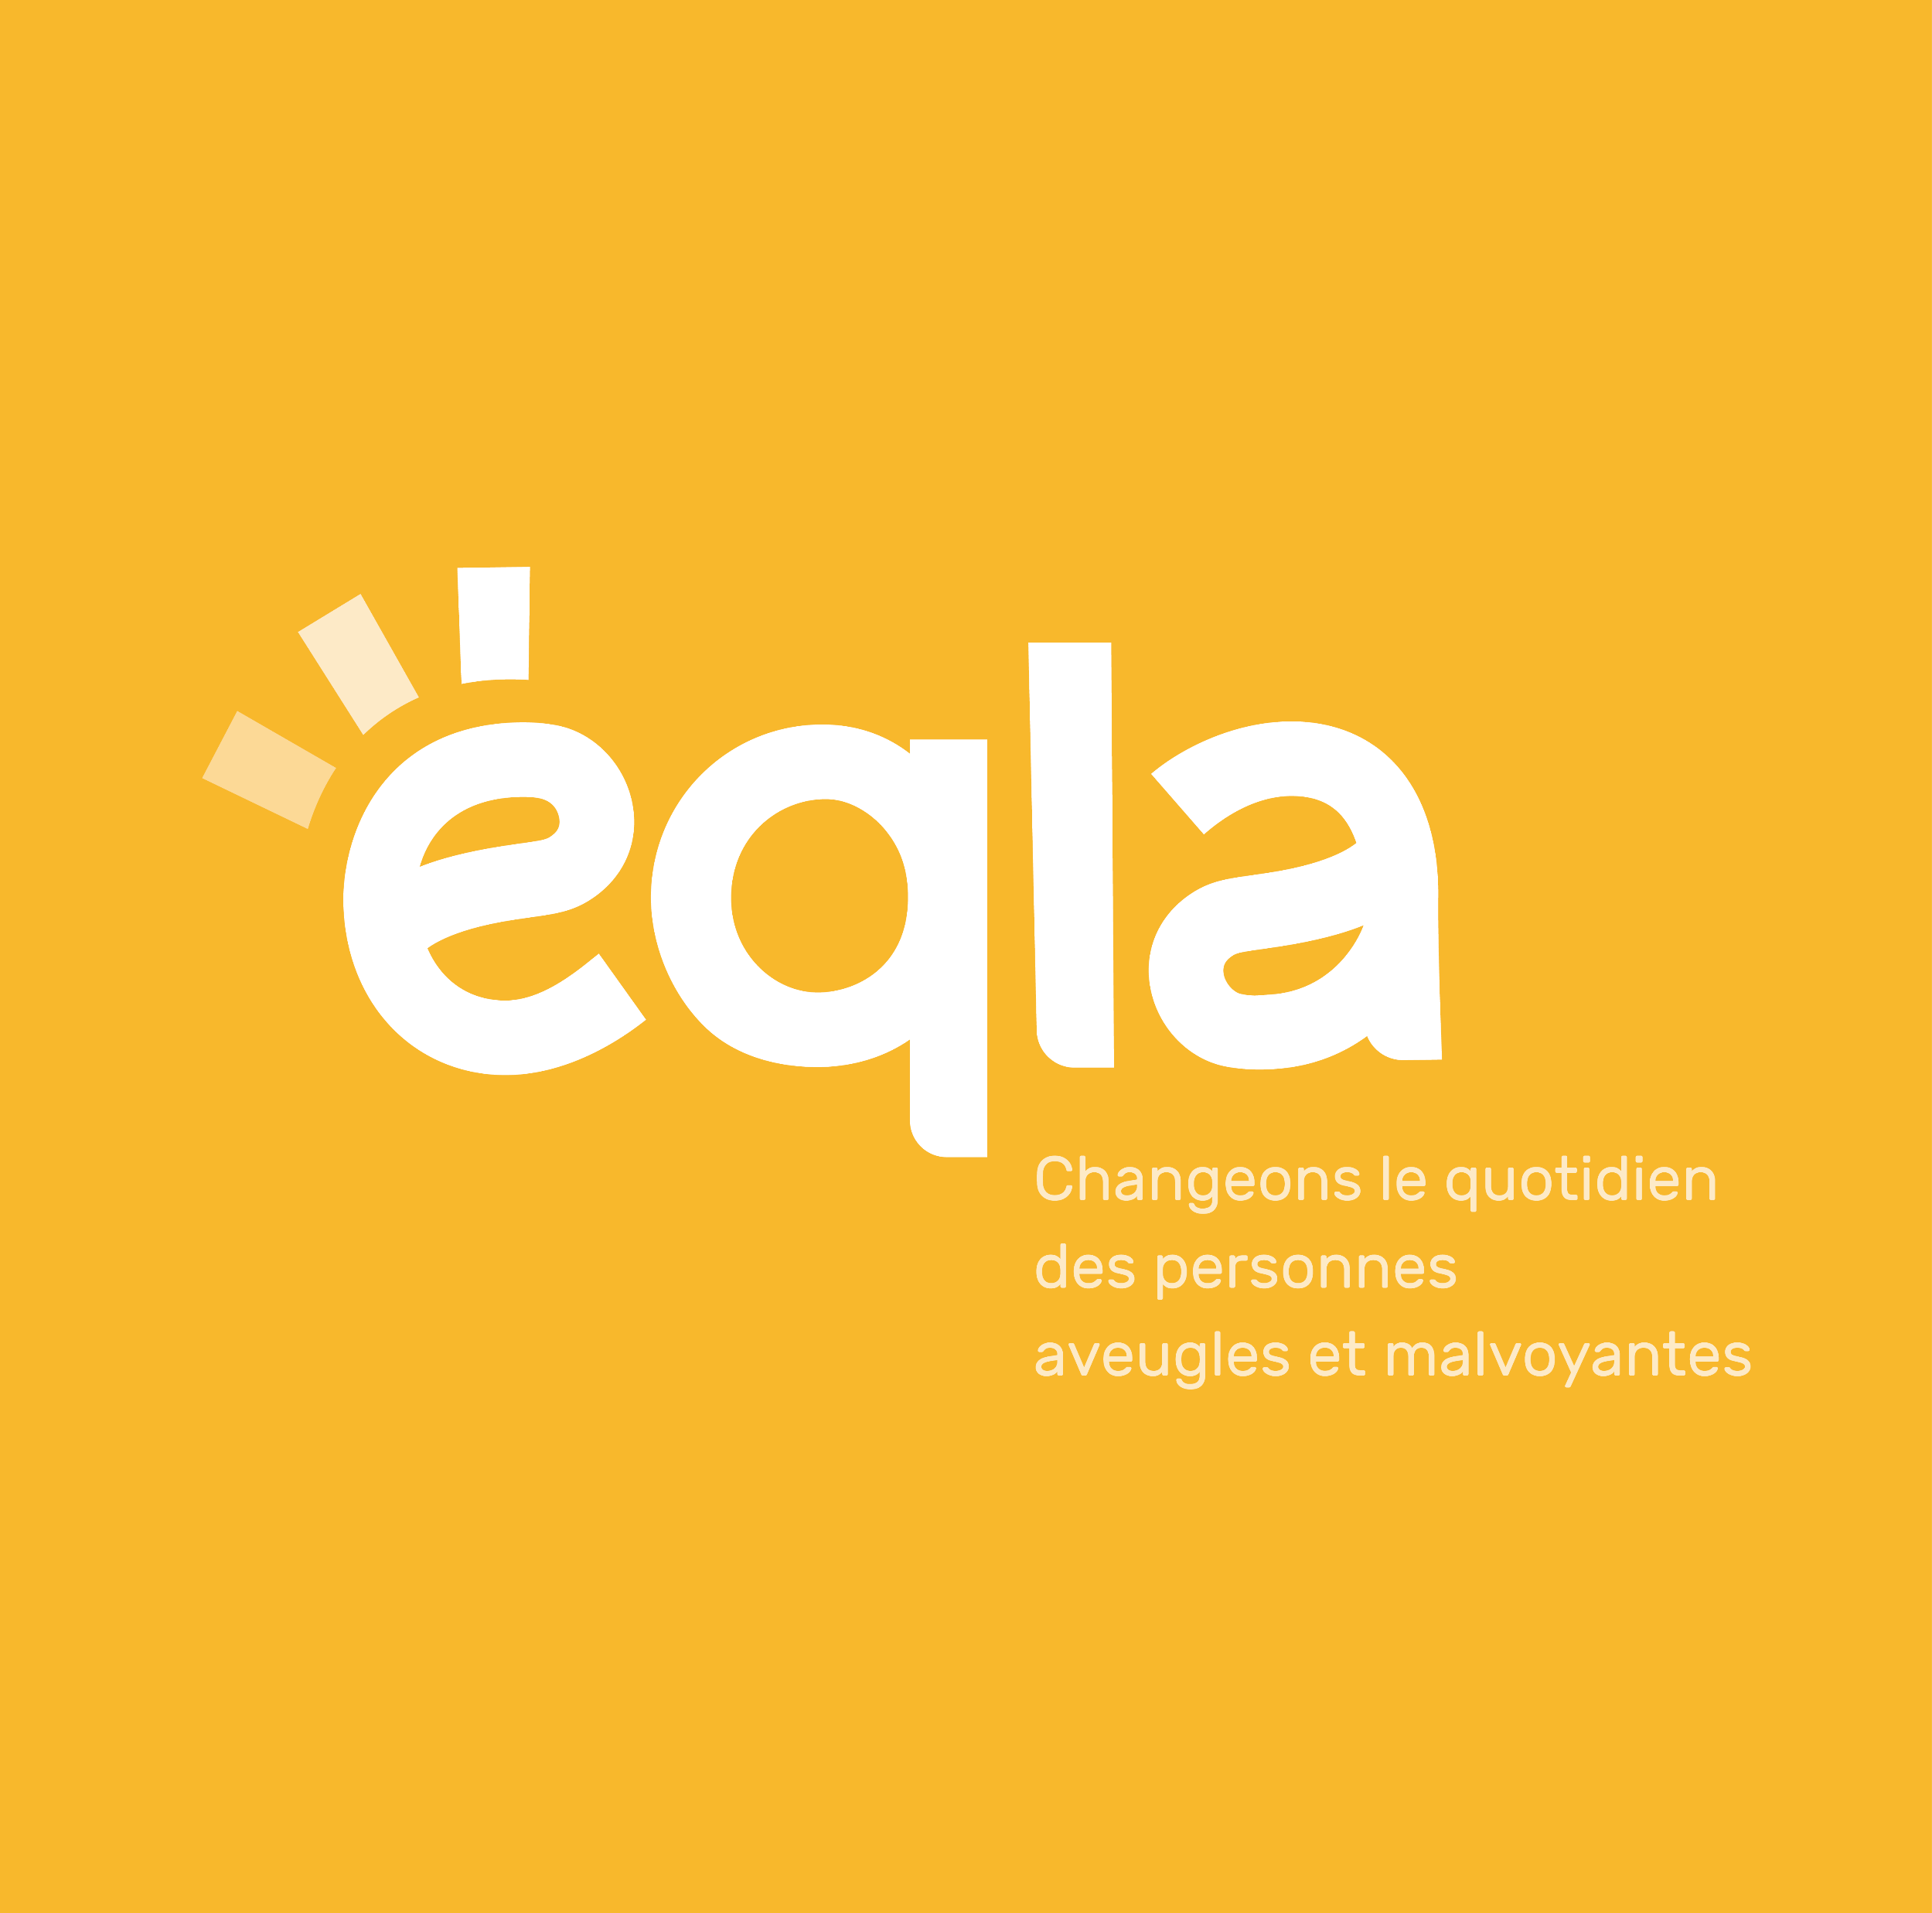 eqla
Changeons le quotidien
des personnes
aveugles et malvoyantes